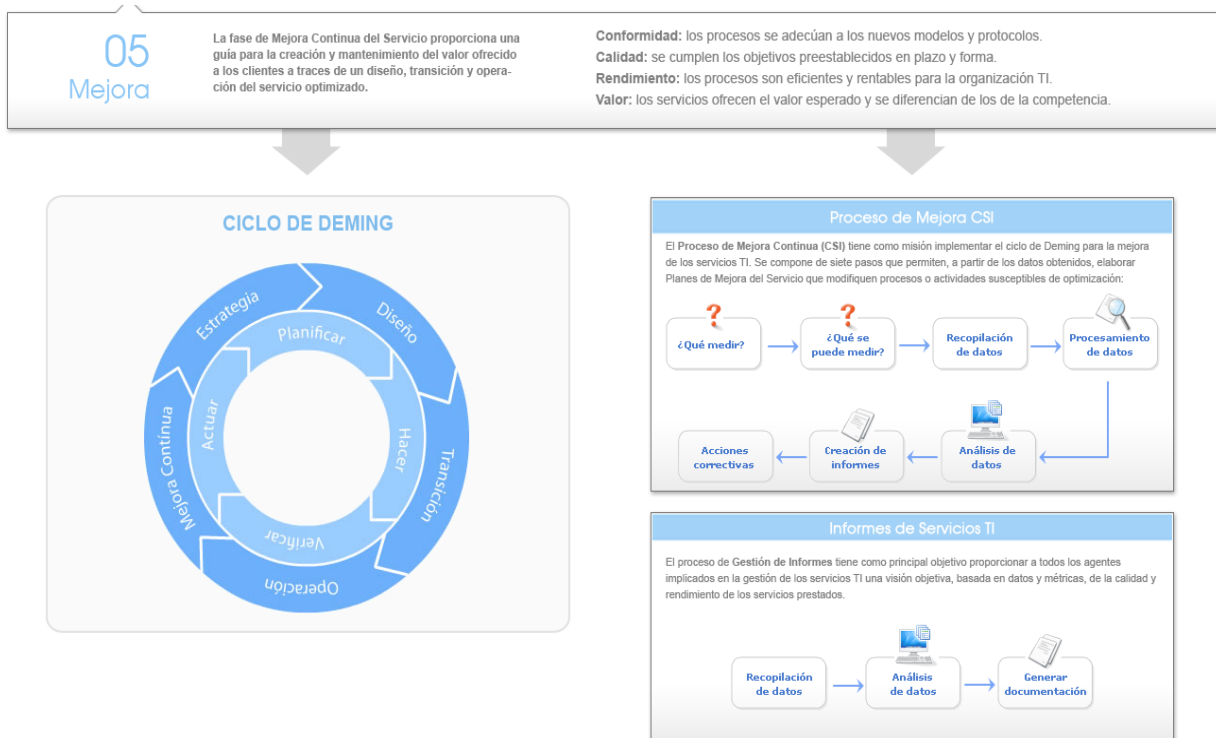 05
Mejora
La fase de Mejora Continua del Servicio proporciona una
guía para la creación y mantenimiento del valor ofrecido
a los clientes a traces de un diseño, transición y opera-
ción del servicio optimizado.
Conformidad: los procesos se adecúan a los nuevos modelos y protocolos.
Calidad: se cumplen los objetivos preestablecidos en plazo y forma.
Rendimiento: los procesos son eficientes y rentables para la organización TI.
Valor: los servicios ofrecen el valor esperado y se diferencian de los de la competencia.
CICLO DE DEMING
Estrategia
Diseño
Transición
Operación
Mejora Contínua
Planificar
Hacer
Verificar
Actuar
Proceso de Mejora CSI
El Proceso de Mejora Continua (CSI) tiene como misión implementar el ciclo de Deming para la mejora
de los servicios TI. Se compone de siete pasos que permiten, a partir de los datos obtenidos, elaborar
Planes de Mejora del Servicio que modifiquen procesos o actividades susceptibles de optimización:
?
¿Qué medir?
?
¿Qué se
puede medir?
Recopilación
de datos
Procesamiento
de datos
Análisis de
datos
Creación de
informes
Acciones
correctivas
Informes de Servicios TI
El proceso de Gestión de Informes tiene como principal objetivo proporcionar a todos los agentes
implicados en la gestión de los servicios TI una visión objetiva, basada en datos y métricas, de la calidad y
rendimiento de los servicios prestados.
Recopilación
de datos
Análisis
de datos
Generar
documentación